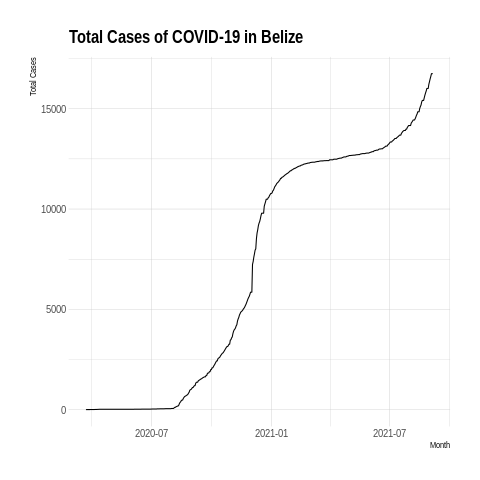 Total Cases of COVID-19 in Belize
Total Cases
15000
10000
5000
0
2020-07
2021-01
2021-07
Month